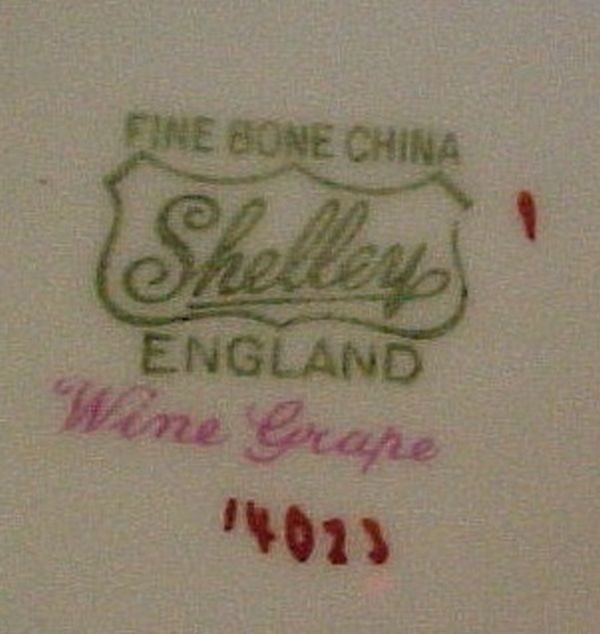 FINE BONE CHINA
Shelley
ENGLAND
"Wine Grape
14023